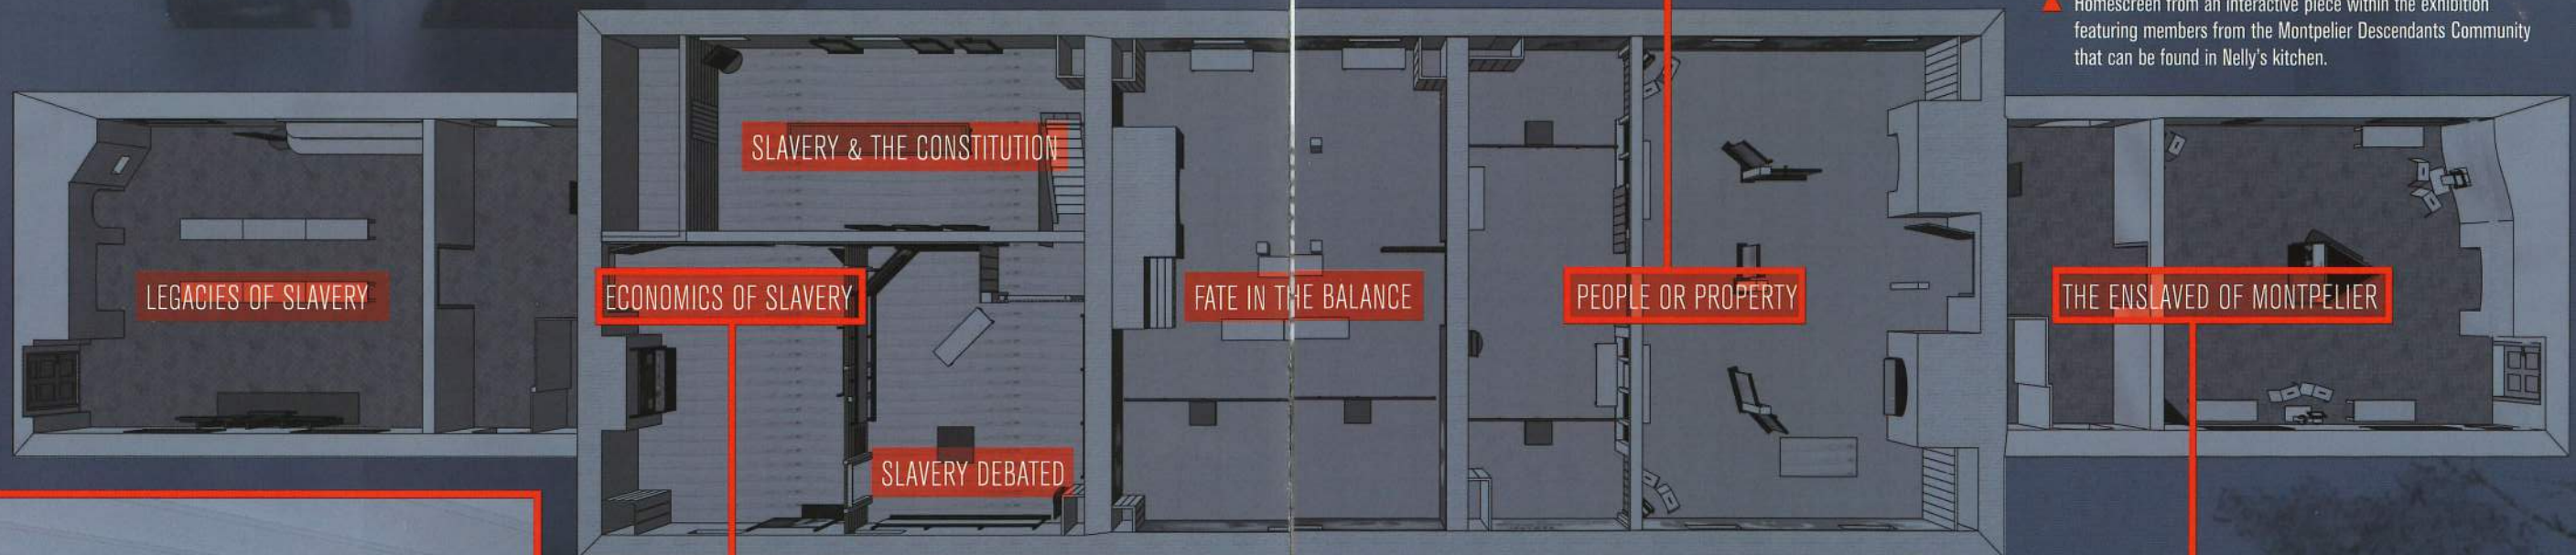 Homescreen from an interactive piece within the exhibition
featuring members from the Montpelier Descendants Community
that can be found in Nelly's kitchen.
SLAVERY & THE CONSTITUTION
LEGACIES OF SLAVERY
ECONOMICS OF SLAVERY
FATE IN THE BALANCE
PEOPLE OR PROPERTY
THE ENSLAVED OF MONTPELIER
SLAVERY DEBATED